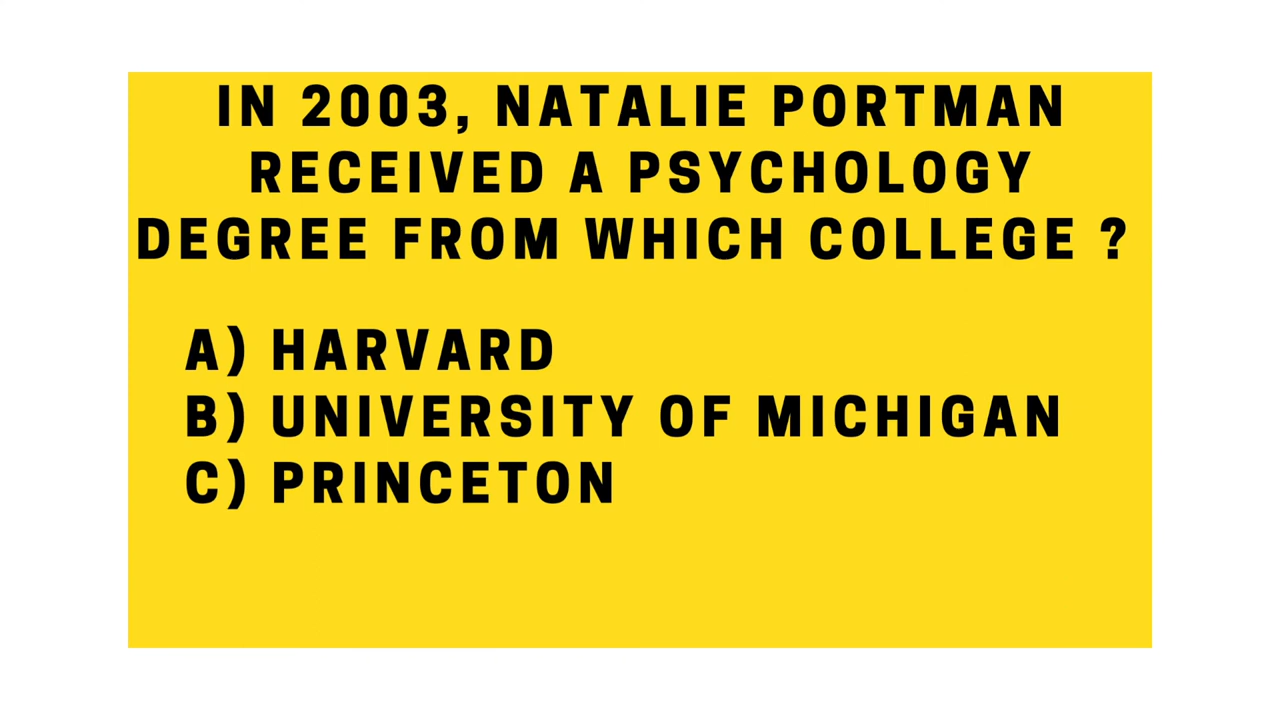 IN 2003, NATALIE PORTMAN
RECEIVED A PSYCHOLOGY
DEGREE FROM WHICH COLLEGE ?
A) HARVARD
B) UNIVERSITY OF MICHIGAN
C) PRINCETON